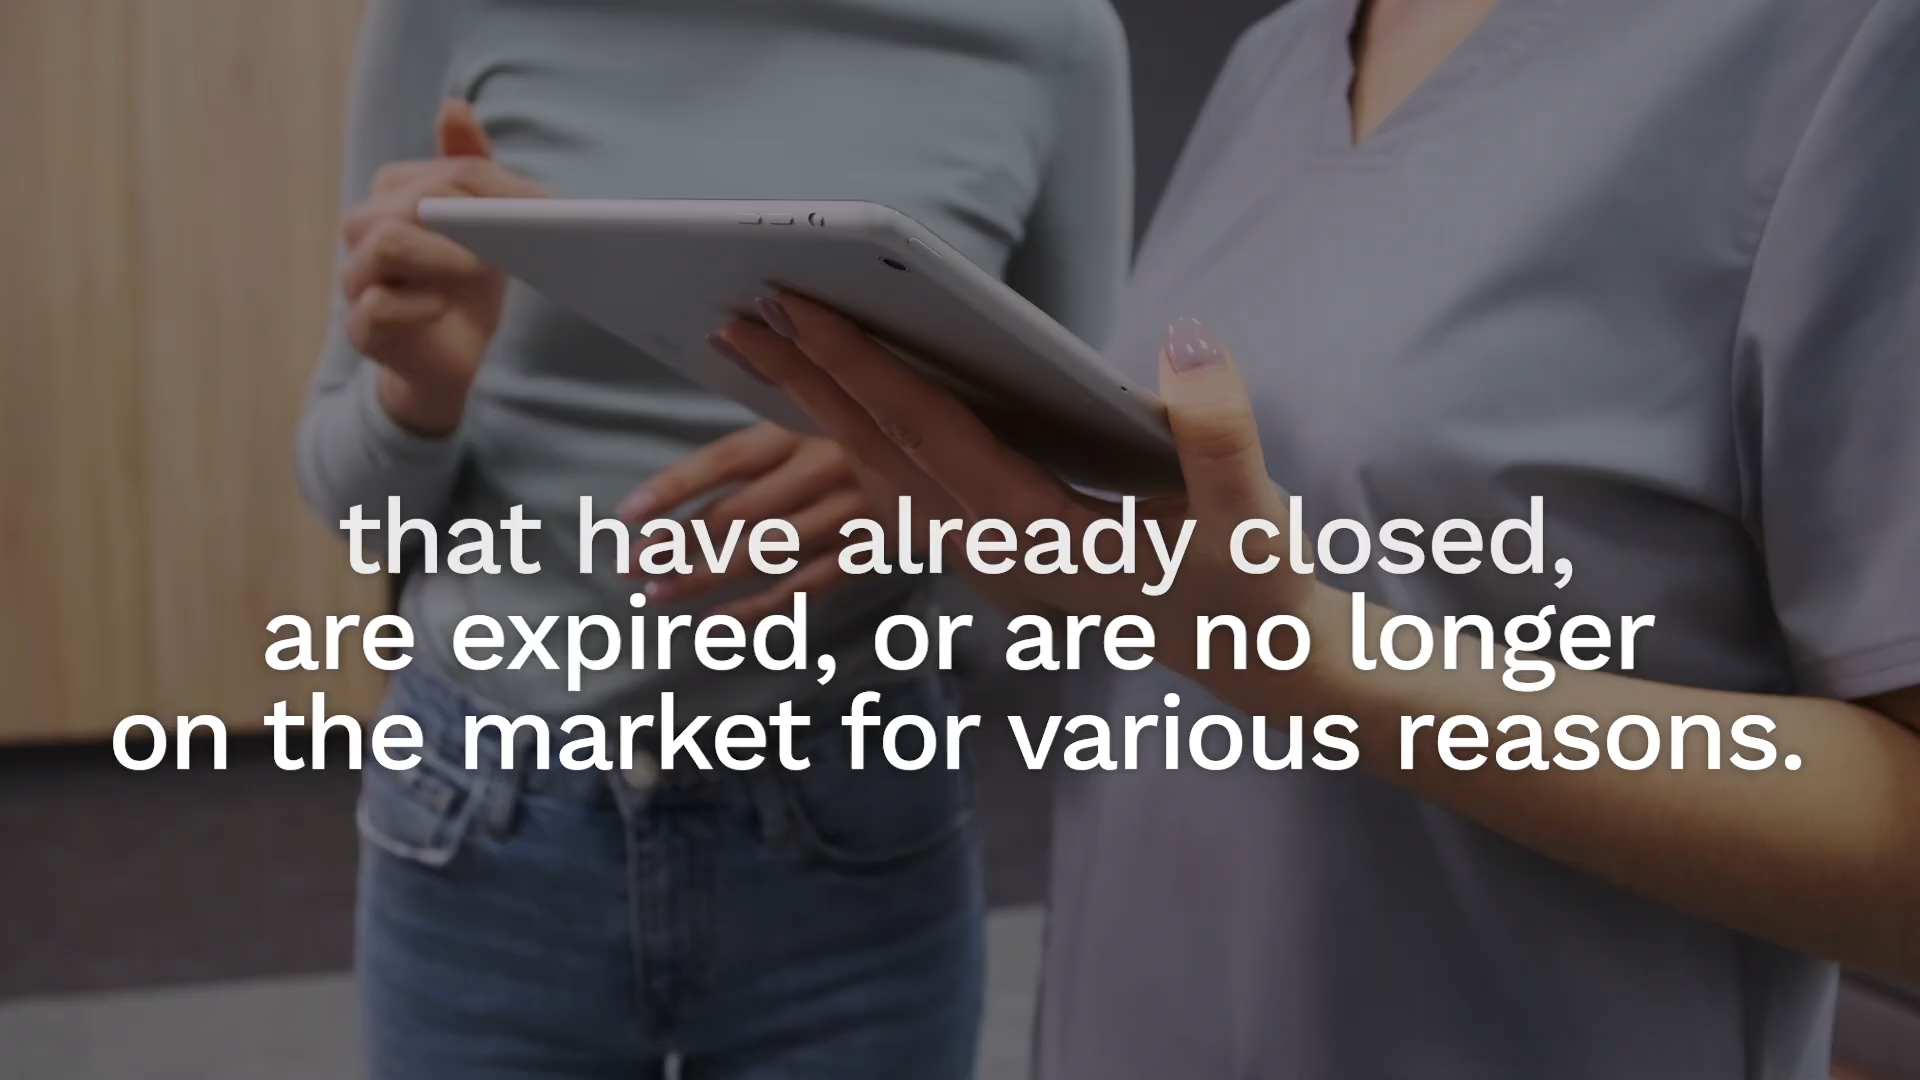 that have already closed,
are expired, or are no longer
on the market for various reasons.